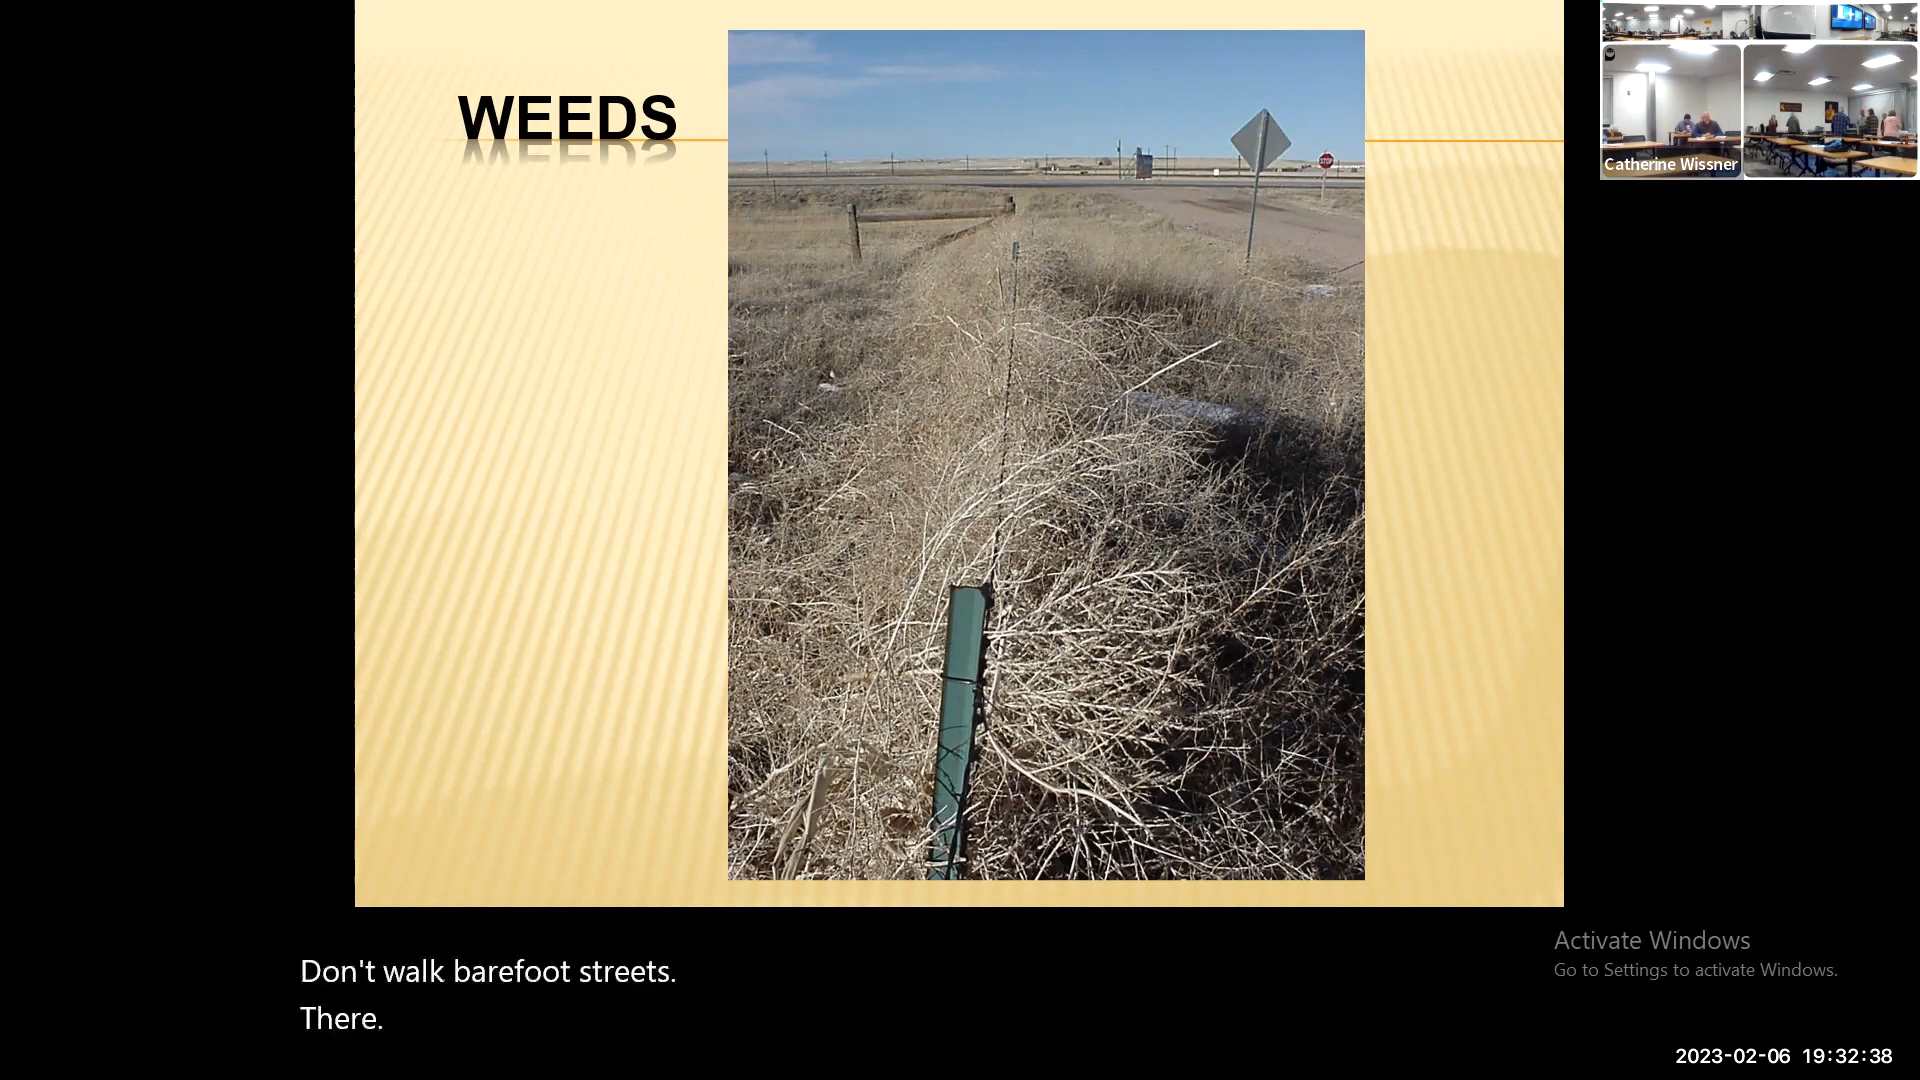 WEEDS
STOP
Catherine Wissner
Don't walk barefoot streets.
There.
Activate Windows
Go to Settings to activate Windows.
2023-02-06 19:32:38